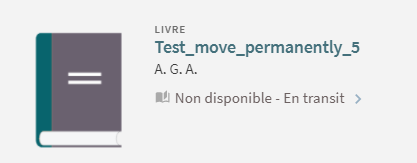 LIVRE
Test_move_permanently_5
A. G. A.
Non disponible - En transit